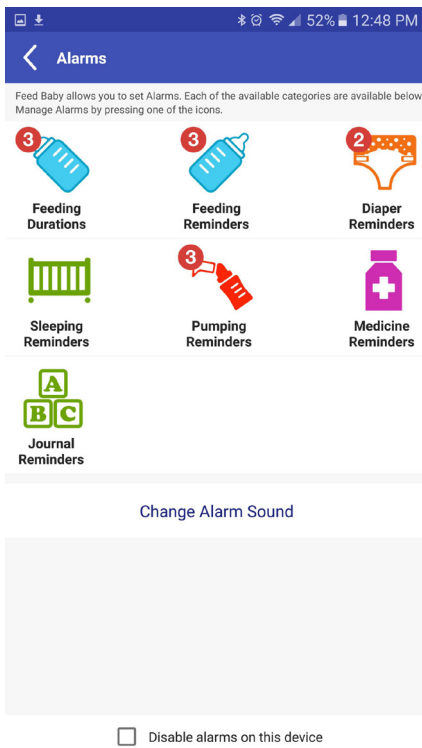 52% 12:48 PM
Alarms
Feed Baby allows you to set Alarms. Each of the available categories are available below
Manage Alarms by pressing one of the icons.
3 3 2
Feeding Feeding Diaper
Durations Reminders Reminders
3
Sleeping Pumping Medicine
Reminders Reminders Reminders
A
B C
Journal
Reminders
Change Alarm Sound
Disable alarms on this device